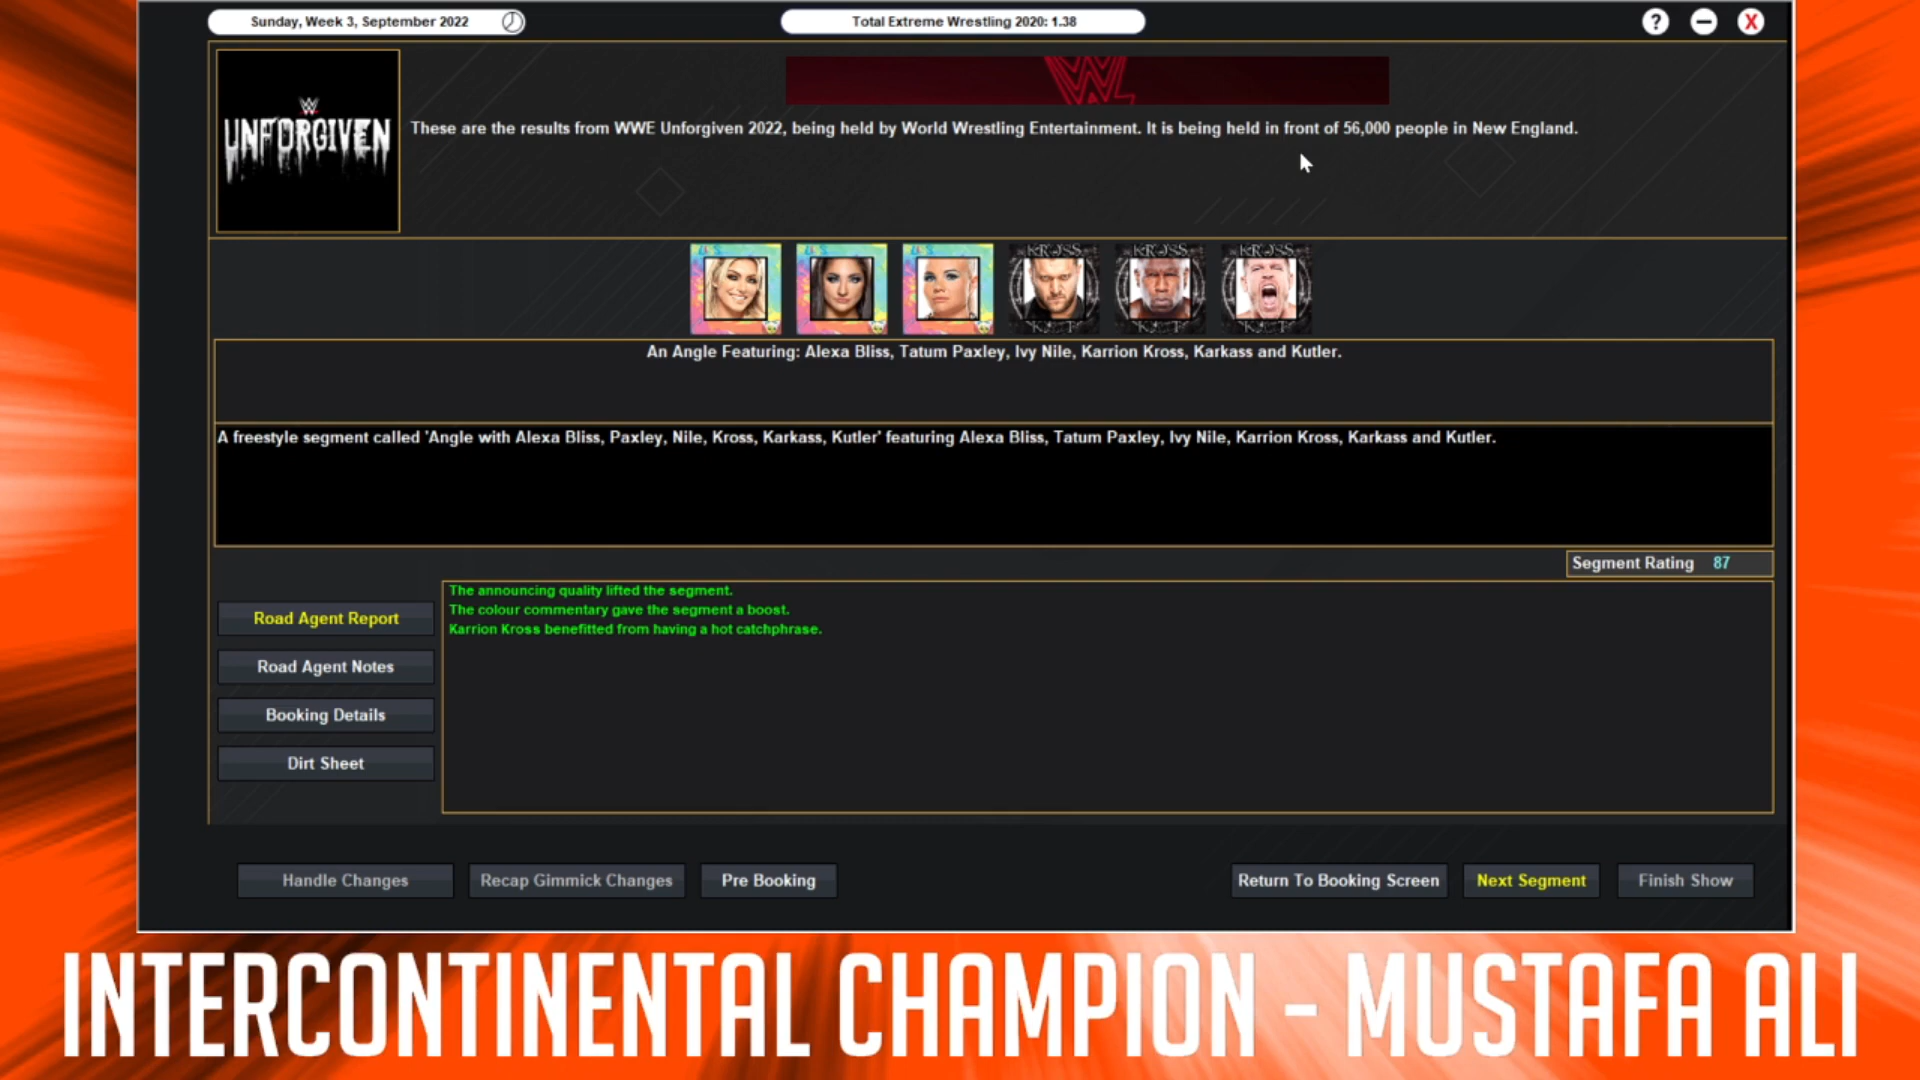 Sunday, Week 3, September 2022
Total Extreme Wrestling 2020: 1.38
?
X
W
UNFORGIVEN
These are the results from WWE Unforgiven 2022, being held by World Wrestling Entertainment. It is being held in front of 56,000 people in New England.
KROSS
KROSS
KROSS
An Angle Featuring: Alexa Bliss, Tatum Paxley, Ivy Nile, Karrion Kross, Karkass and Kutler.
A freestyle segment called 'Angle with Alexa Bliss, Paxley, Nile, Kross, Karkass, Kutler' featuring Alexa Bliss, Tatum Paxley, Ivy Nile, Karrion Kross, Karkass and Kutler.
Segment Rating 87
The announcing quality lifted the segment.
The colour commentary gave the segment a boost.
Karrion Kross benefitted from having a hot catchphrase.
Road Agent Report
Road Agent Notes
Booking Details
Dirt Sheet
Handle Changes
Recap Gimmick Changes
Pre Booking
Return To Booking Screen
Next Segment
Finish Show
INTERCONTINENTAL CHAMPION - MUSTAFA ALI